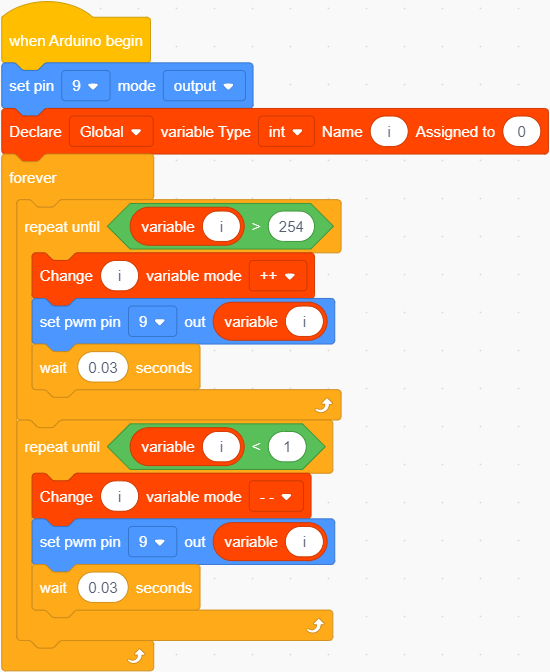 when Arduino begin
set pin 9 mode output
Declare Global variable Type int Name i Assigned to 0
forever
repeat until variable i > 254
Change i variable mode ++
set pwm pin 9 out variable i
wait 0.03 seconds
repeat until variable i < 1
Change i variable mode --
set pwm pin 9 out variable i
wait 0.03 seconds